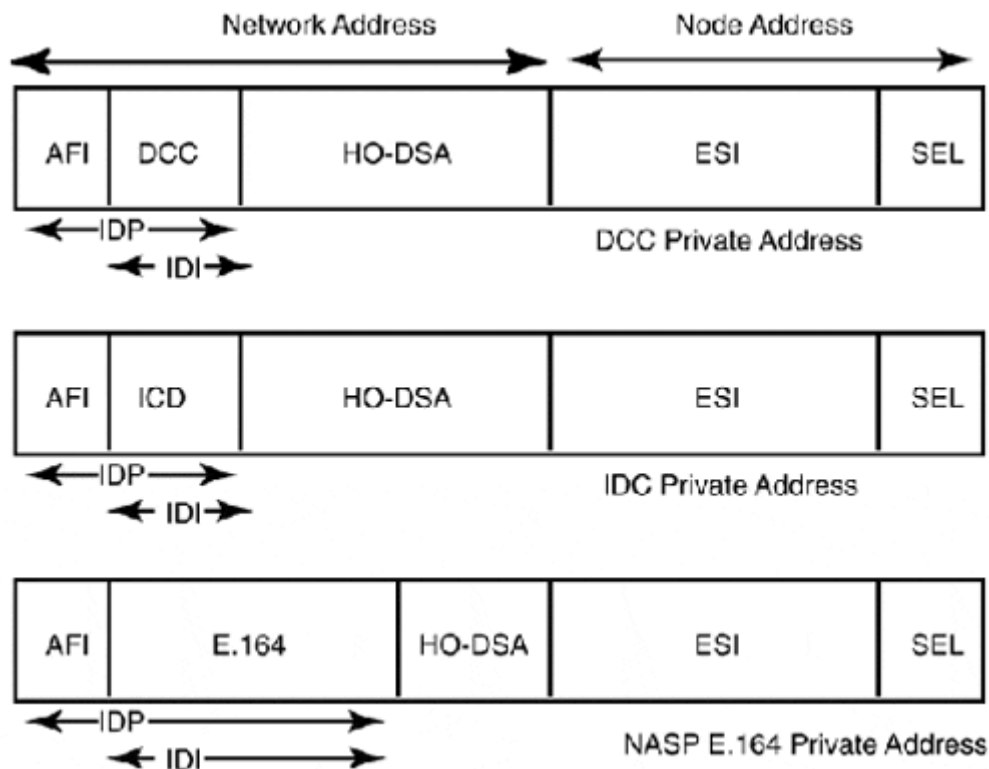 Network Address Node Address
AFI DCC HO-DSA ESI SEL
IDP
DCC Private Address
IDI
AFI ICD HO-DSA ESI SEL
IDP
IDC Private Address
IDI
AFI E.164 HO-DSA ESI SEL
IDP
NASP E.164 Private Address
IDI